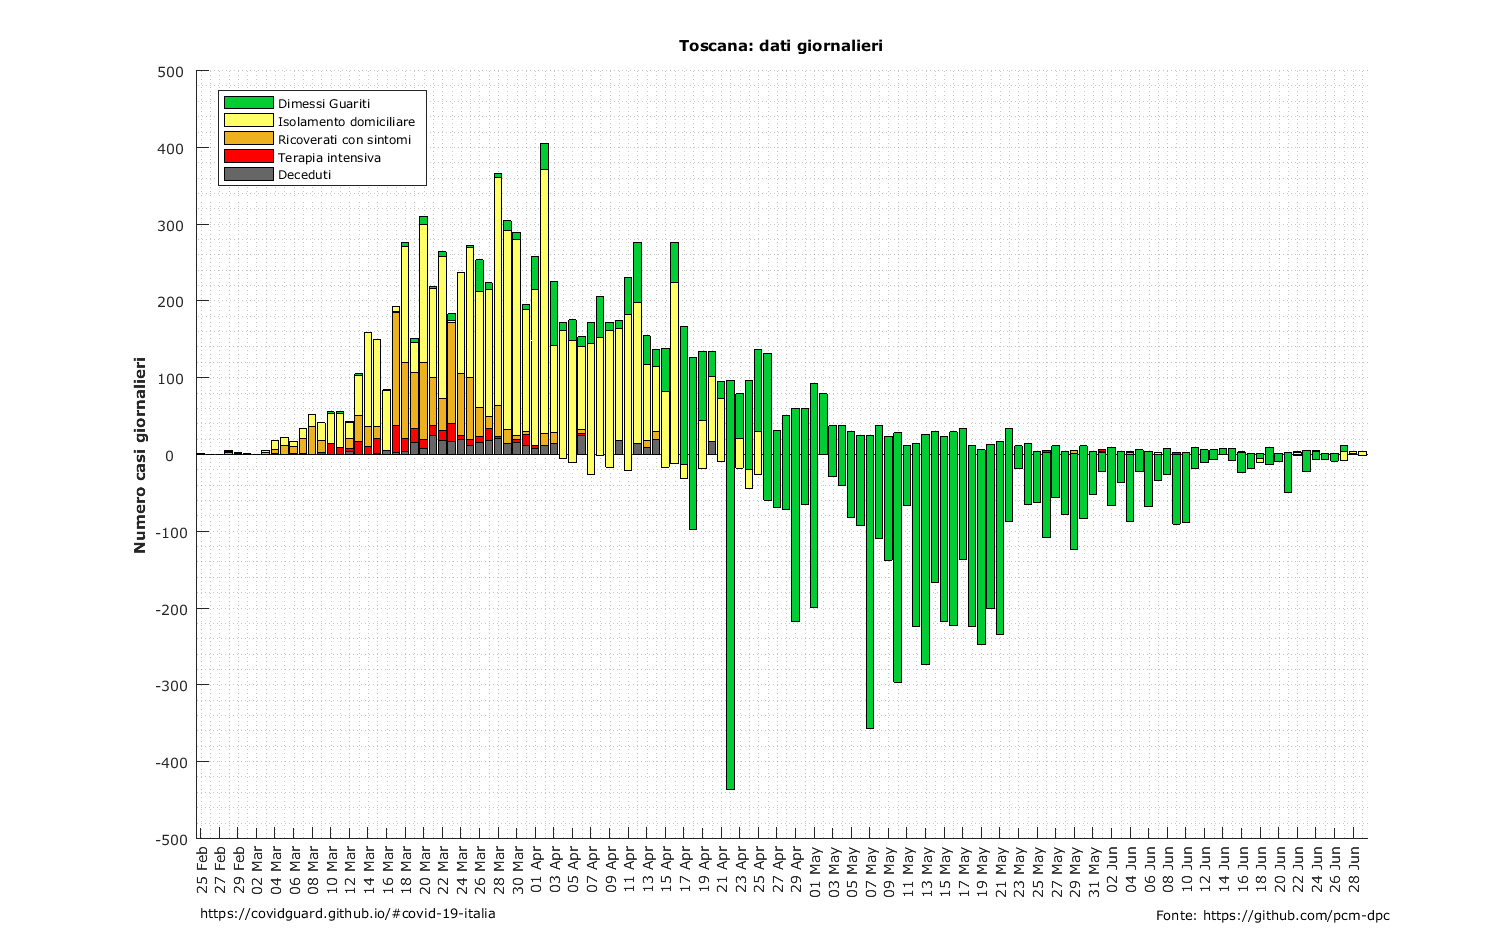 Toscana: dati giornalieri
Dimessi Guariti
Isolamento domiciliare
Ricoverati con sintomi
Terapia intensiva
Deceduti
Numero casi giornalieri
500
400
300
200
100
0
-100
-200
-300
-400
-500
25 Feb
27 Feb
29 Feb
02 Mar
04 Mar
06 Mar
08 Mar
10 Mar
12 Mar
14 Mar
16 Mar
18 Mar
20 Mar
22 Mar
24 Mar
26 Mar
28 Mar
30 Mar
01 Apr
03 Apr
05 Apr
07 Apr
09 Apr
11 Apr
13 Apr
15 Apr
17 Apr
19 Apr
21 Apr
23 Apr
25 Apr
27 Apr
29 Apr
01 May
03 May
05 May
07 May
09 May
11 May
13 May
15 May
17 May
19 May
21 May
23 May
25 May
27 May
29 May
31 May
02 Jun
04 Jun
06 Jun
08 Jun
10 Jun
12 Jun
14 Jun
16 Jun
18 Jun
20 Jun
22 Jun
24 Jun
26 Jun
28 Jun
https://covidguard.github.io/#covid-19-italia
Fonte: https://github.com/pcm-dpc